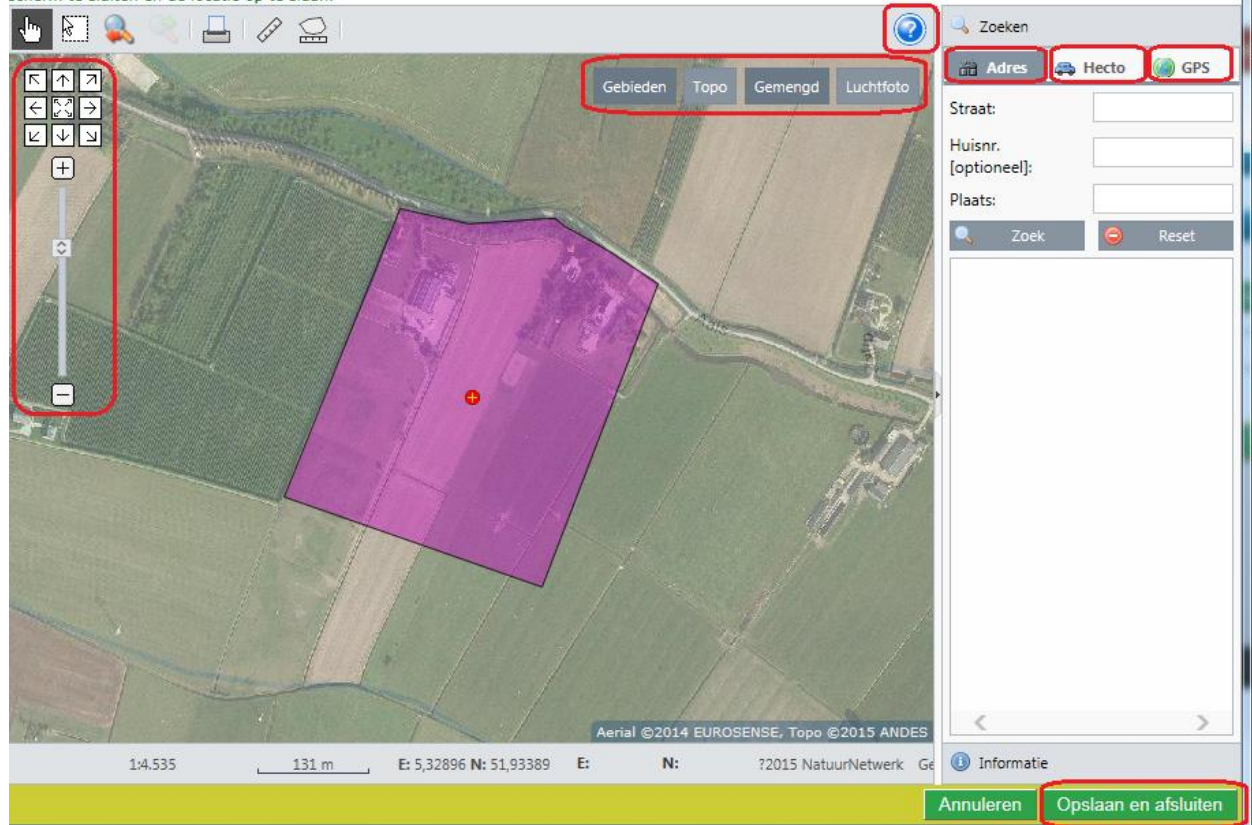 Zoeken
Gebieden Topo Gemengd Luchtfoto
Adres Hecto GPS
Straat:
Huisnr.
[optioneel]:
Plaats:
Zoek Reset
Aerial ©2014 EUROSENSE, Topo ©2015 ANDES
1:4.535 131 m E: 5,32896 N: 51,93389 E: N: ?2015 NatuurNetwerk Ge
Informatie
Annuleren Opslaan en afsluiten